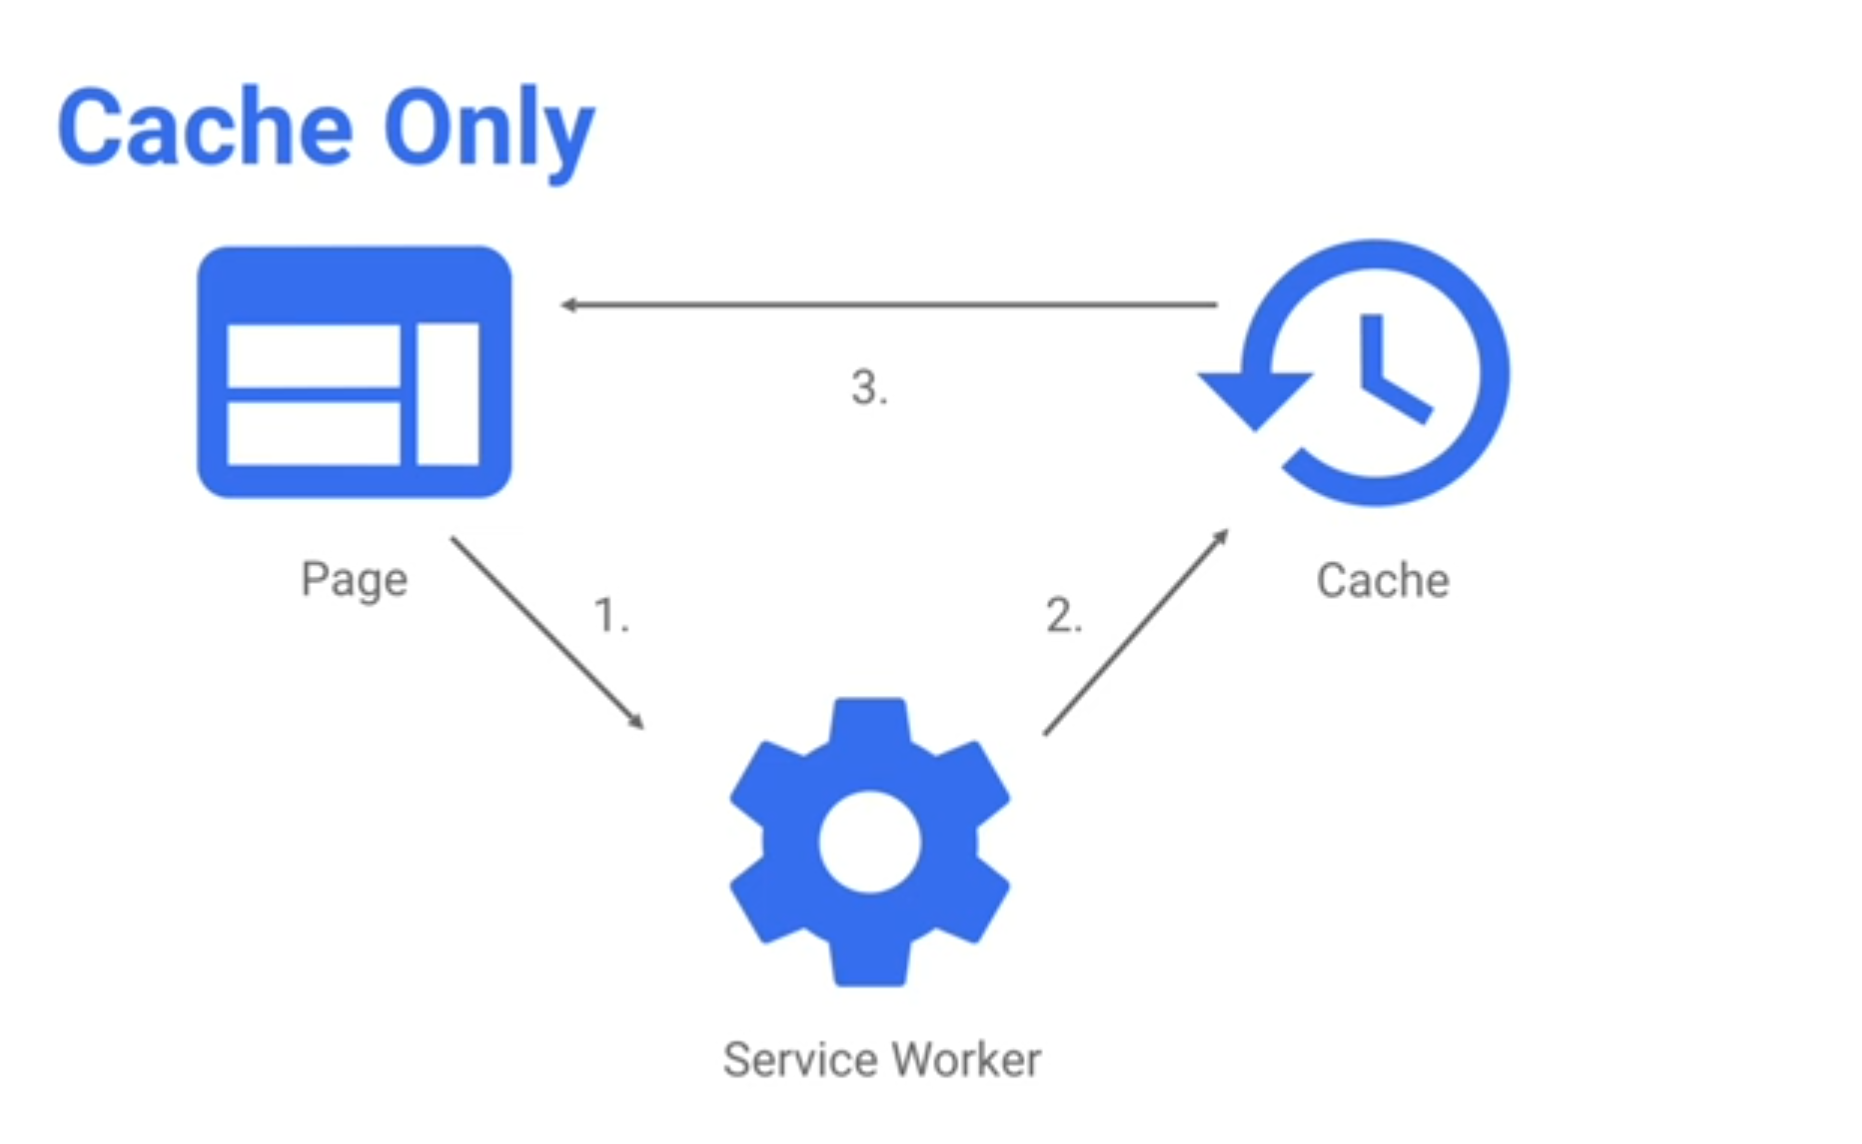 Cache Only
3.
Page
Cache
1.
2.
Service Worker